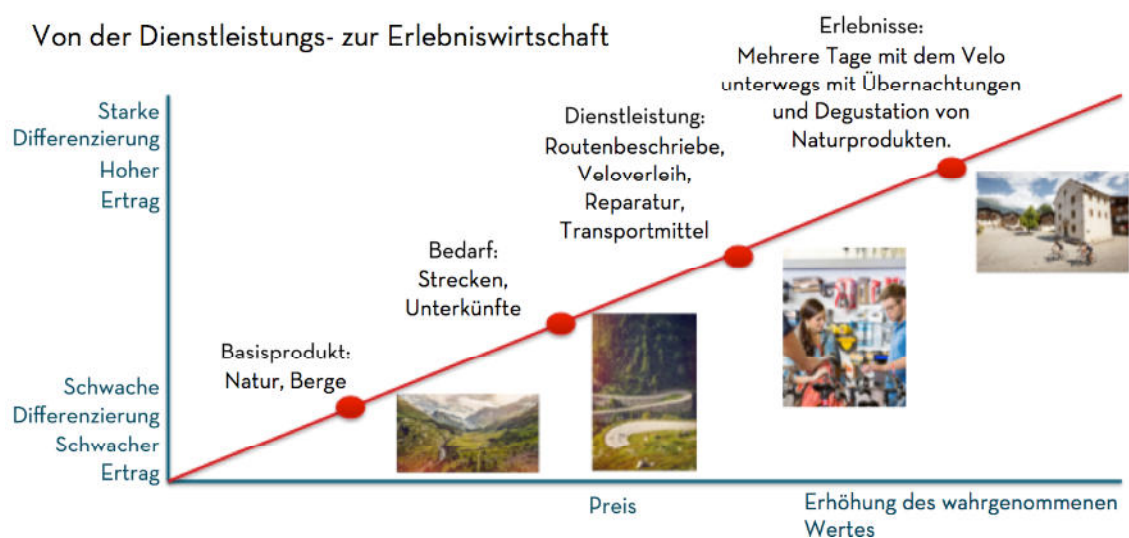 Von der Dienstleistungs- zur Erlebniswirtschaft
Erlebnisse:
Mehrere Tage mit dem Velo
unterwegs mit Übernachtungen
und Degustation von
Naturprodukten.
Starke
Differenzierung
Hoher
Ertrag
Dienstleistung:
Routenbeschriebe,
Veloverleih,
Reparatur,
Transportmittel
Bedarf:
Strecken,
Unterkünfte
Basisprodukt:
Natur, Berge
Schwache
Differenzierung
Schwacher
Ertrag
Preis
Erhöhung des wahrgenommenen
Wertes